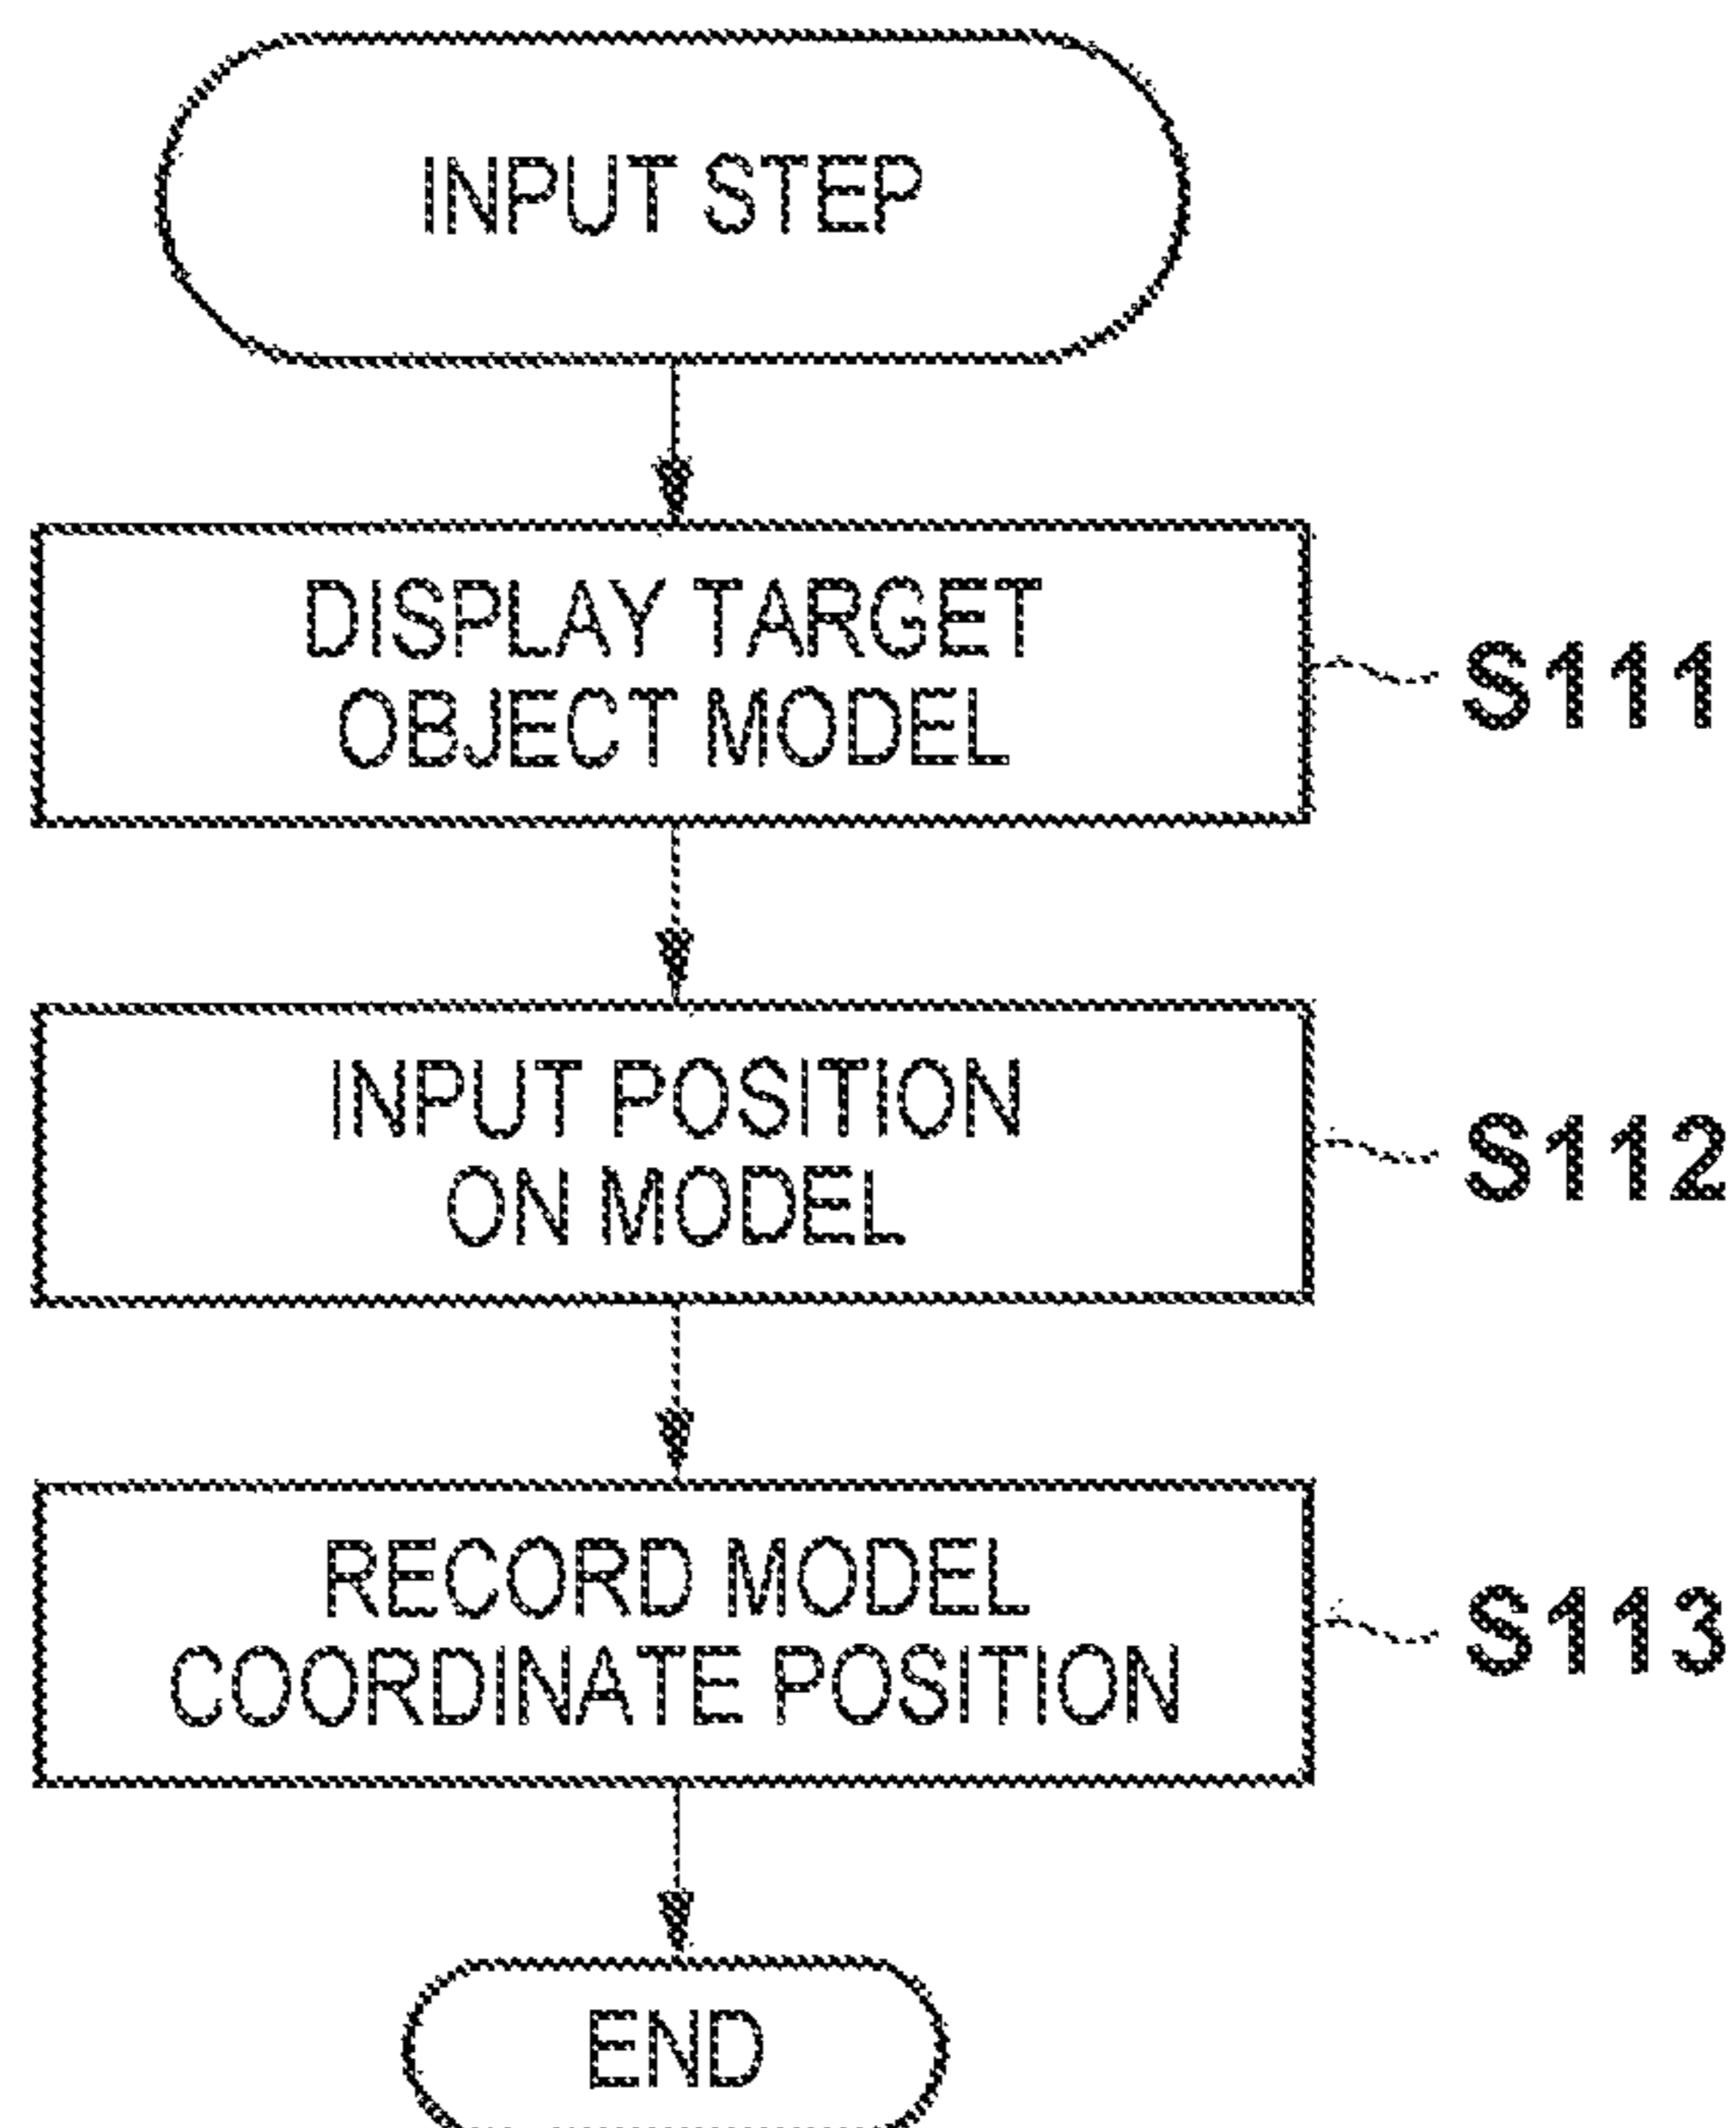 INPUT STEP
DISPLAY TARGET
OBJECT MODEL
S111
INPUT POSITION
ON MODEL
S112
RECORD MODEL
COORDINATE POSITION
S113
END